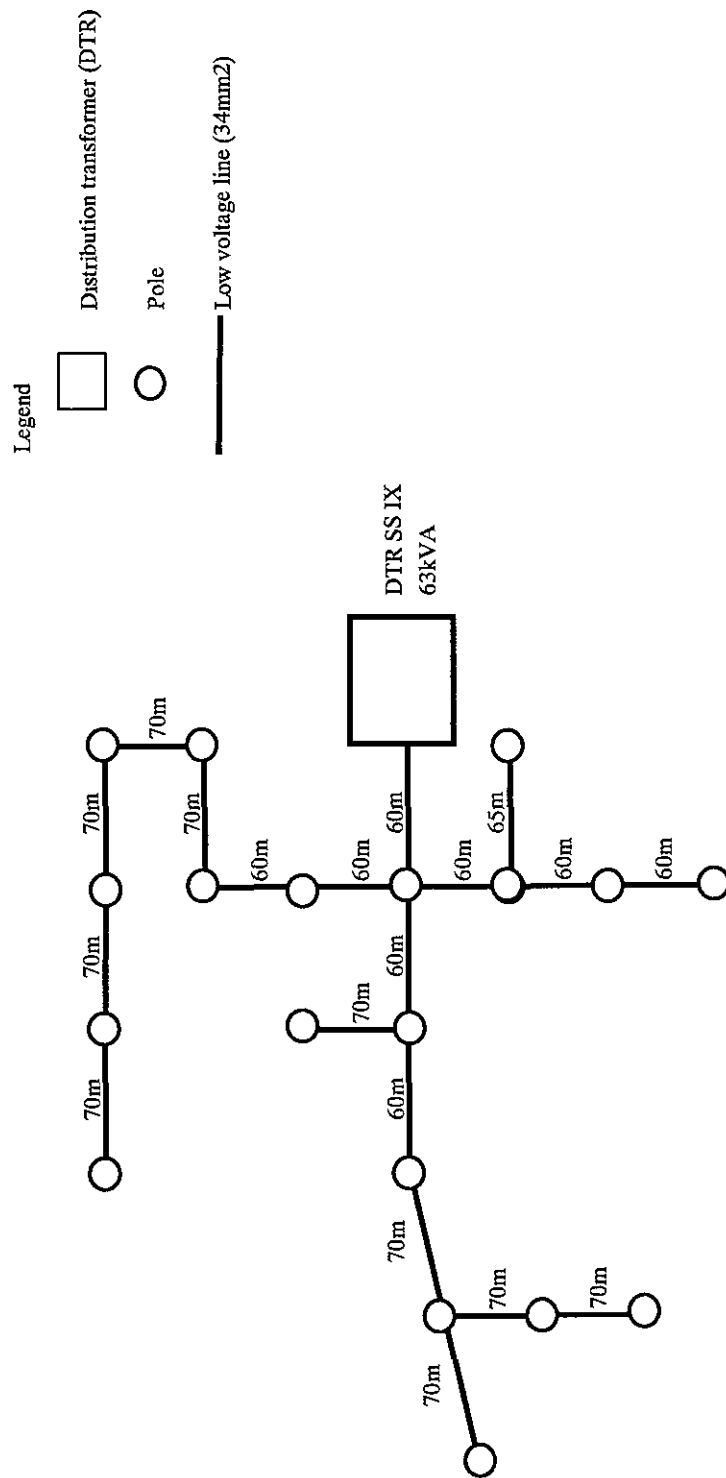 Legend
Distribution transformer (DTR)
Pole
Low voltage line (34mm2)
DTR SS IX
63kVA
70m
70m
70m
70m
70m
60m
60m
60m
60m
65m
60m
60m
60m
70m
60m
70m
70m
70m
70m